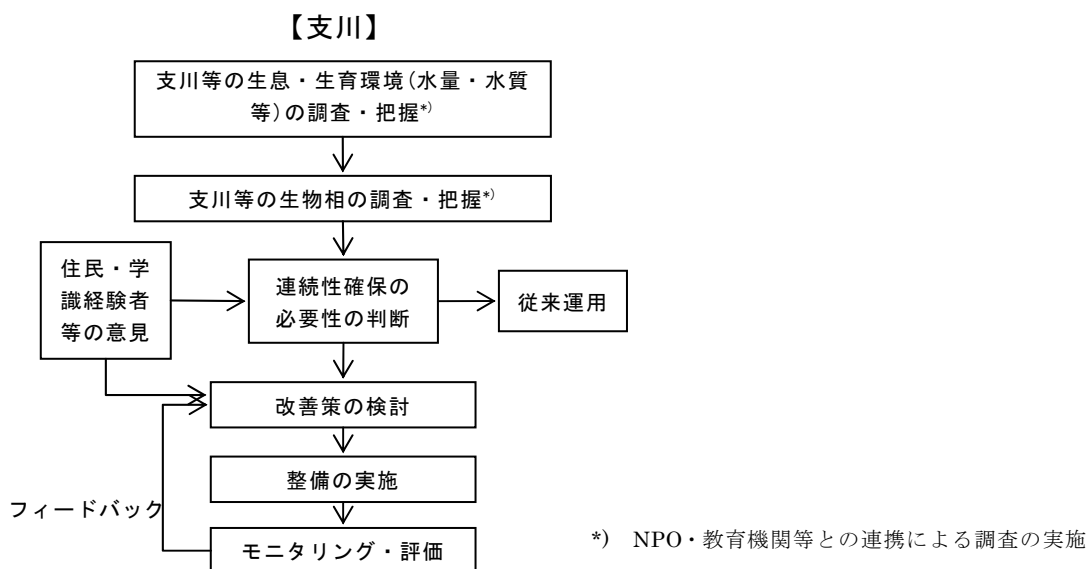 【支川】
支川等の生息・生育環境(水量・水質
等)の調査・把握*)
支川等の生物相の調査・把握*)
住民・学
識経験者
等の意見
連続性確保の
必要性の判断
従来運用
改善策の検討
整備の実施
フィードバック
モニタリング・評価
*) NPO・教育機関等との連携による調査の実施